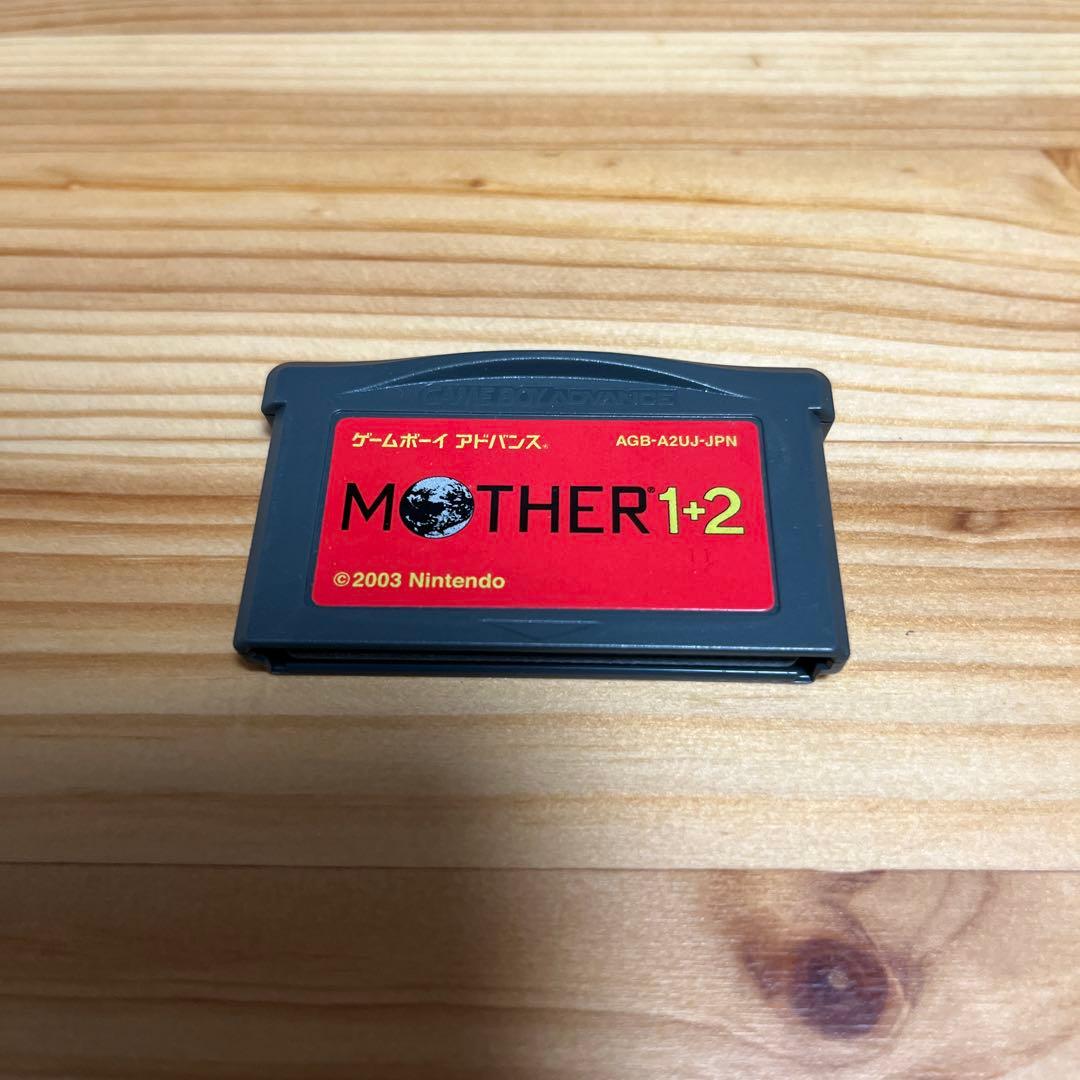 GAME BOY ADVANCE
ゲームボーイ アドバンス®
AGB-A2UJ-JPN
MOTHER® 1+2
©2003 Nintendo
11